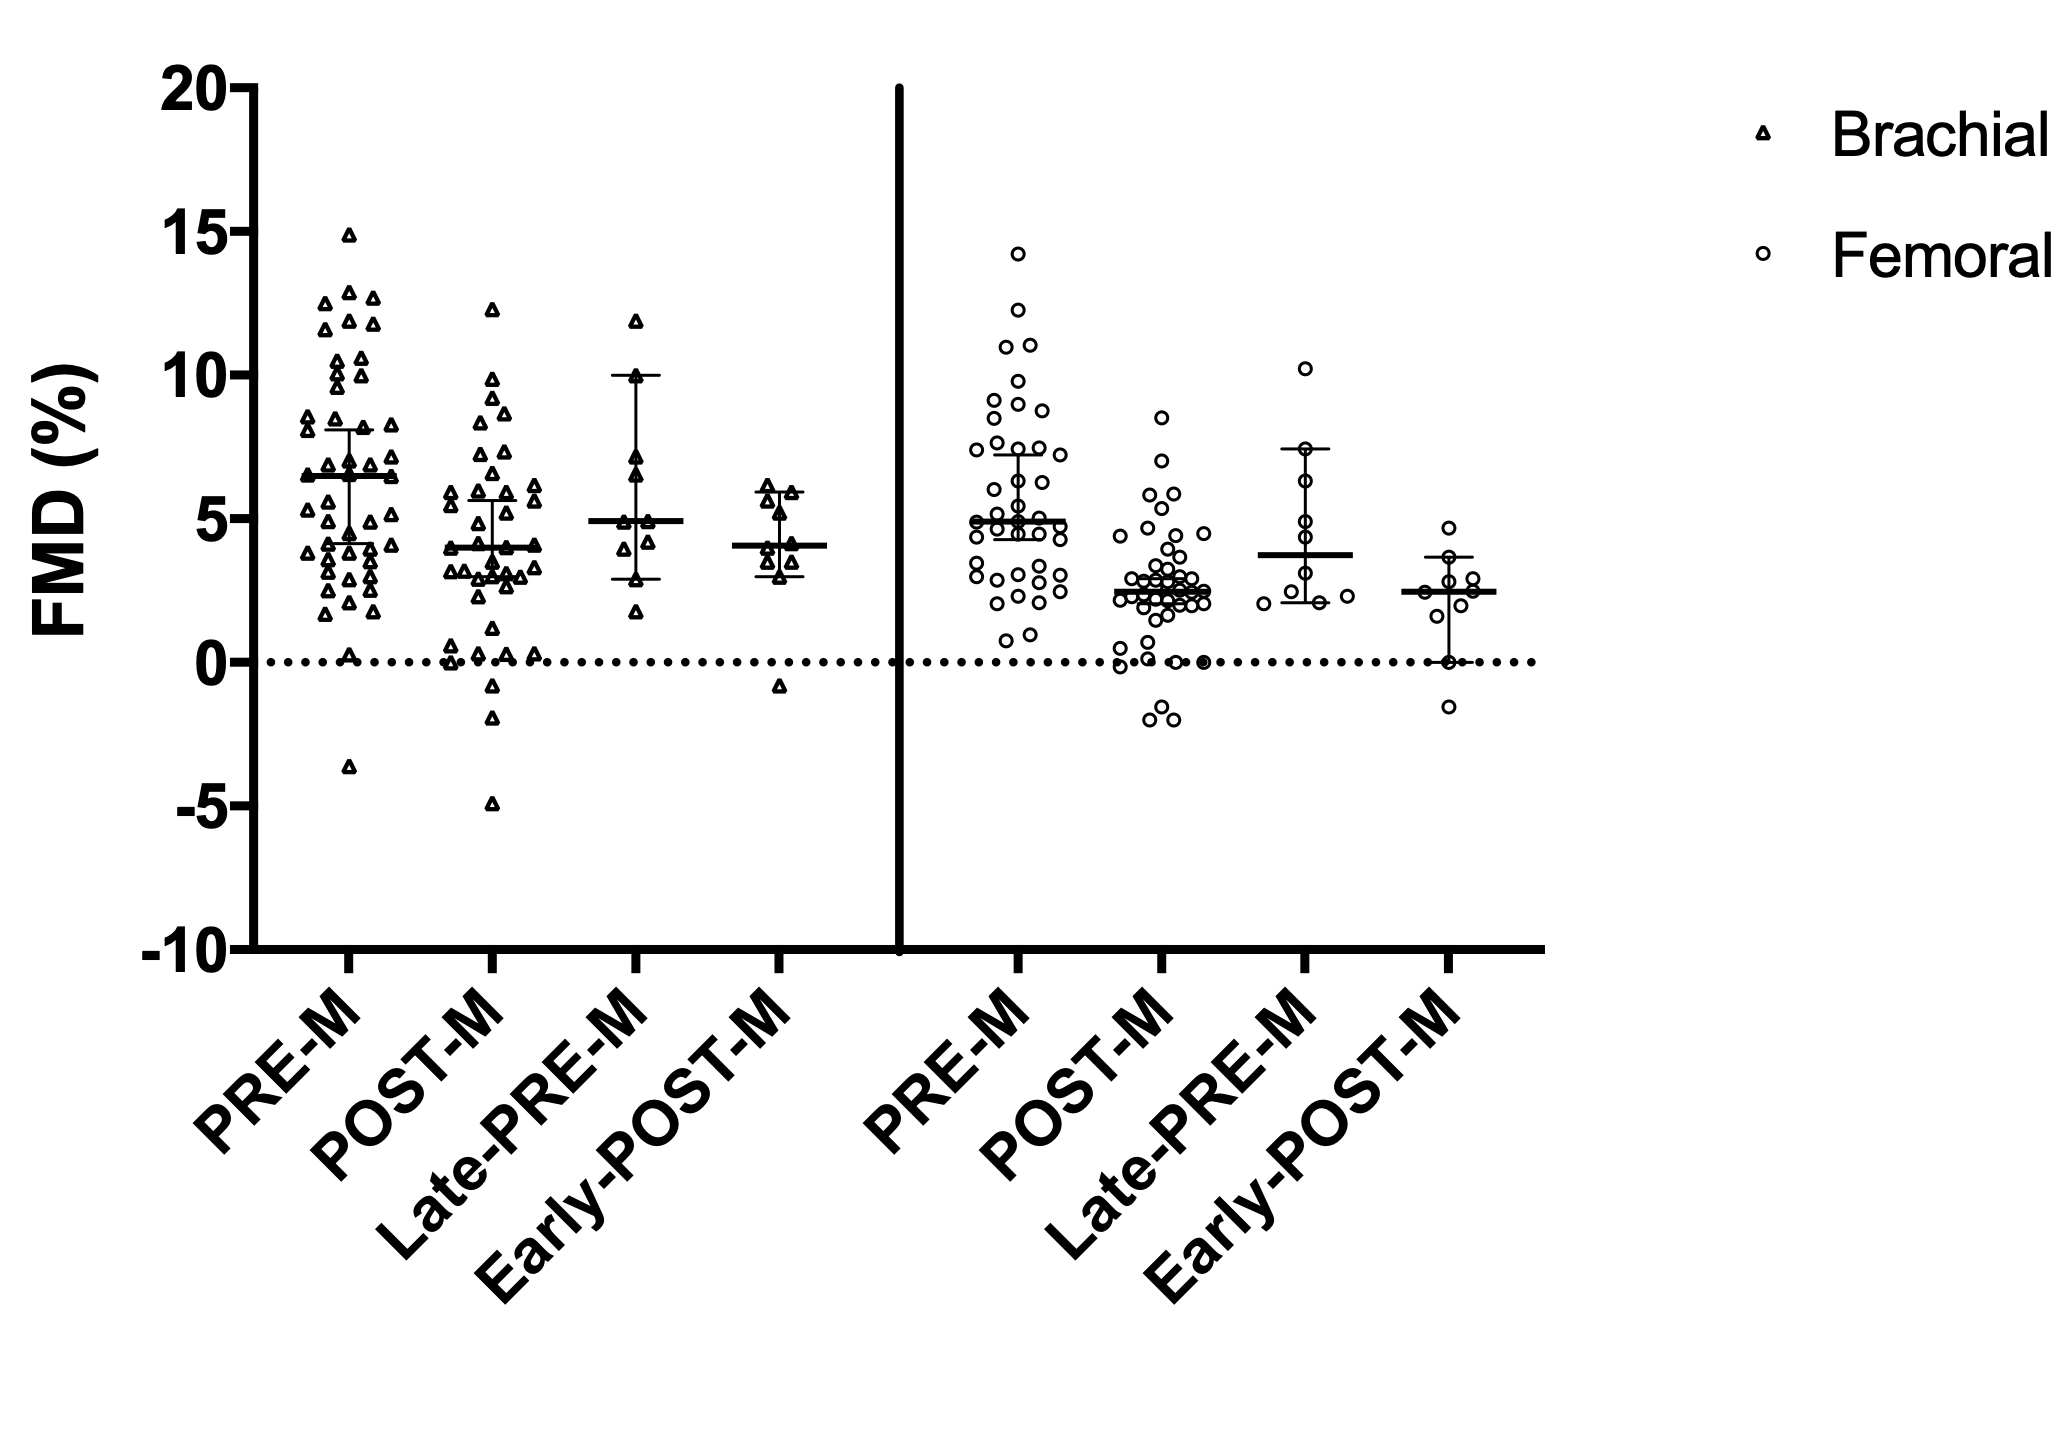 FMD (%)
20
15
10
5
0
-5
-10
PRE-M
POST-M
Late-PRE-M
Early-POST-M
PRE-M
POST-M
Late-PRE-M
Early-POST-M
Brachial
Femoral